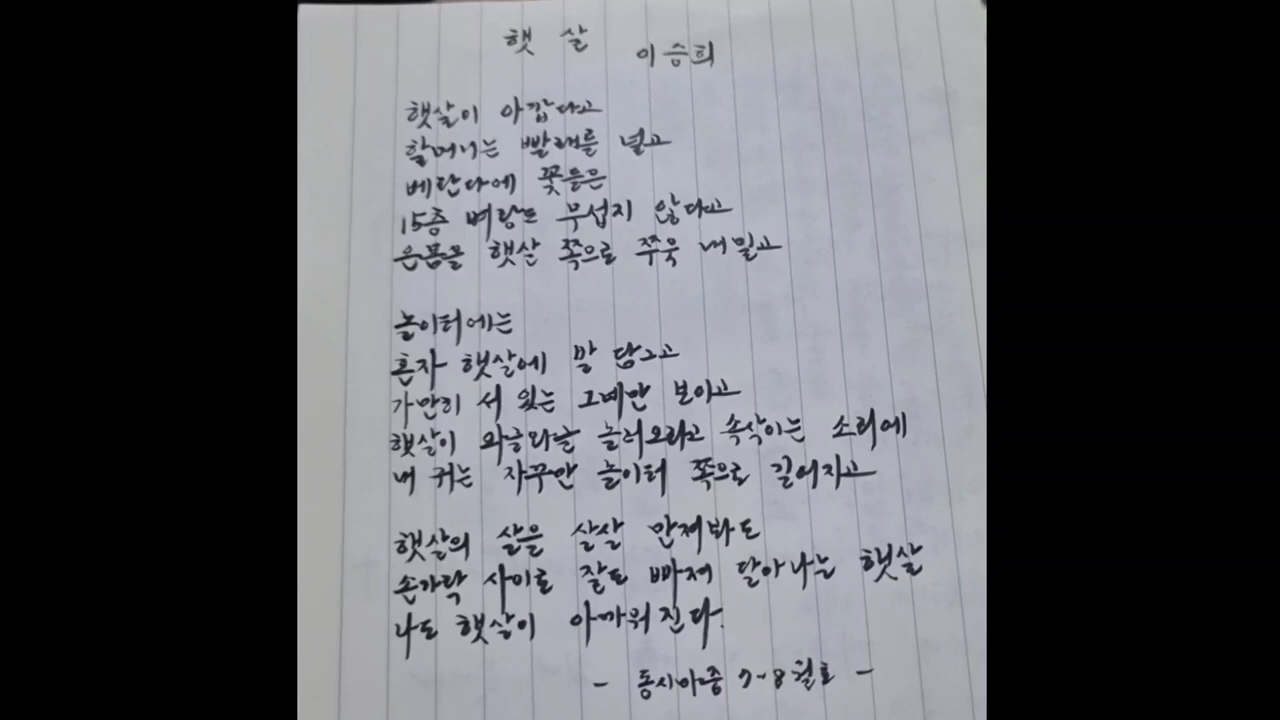 햇 살
이승희
햇살이 아깝다고
할머니는 빨래를 널고
베란다에 꽃들은
15층 벼랑도 무섭지 않다고
온몸을 햇살 쪽으로 쭈욱 내밀고
놀이터에는
혼자 햇살에 발 담그고
가만히 서 있는 그네만 보이고
햇살이 와글와글 놀러오라고 속삭이는 소리에
내 귀는 자꾸만 놀이터 쪽으로 길어지고
햇살의 살을 살살 만져봐도
손가락 사이로 잘도 빠져 달아나는 햇살
나도 햇살이 아까워진다.
- 동시마중 7-8월호 -